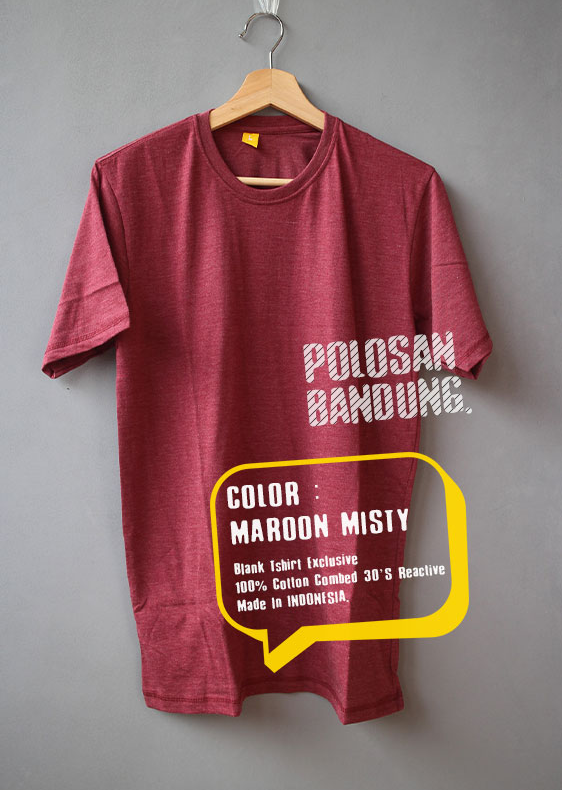 POLOSAN
BANDUNG.
COLOR :
MAROON MISTY
Blank Tshirt Exclusive
100% Cotton Combed 30'S Reactive
Made In INDONESIA.